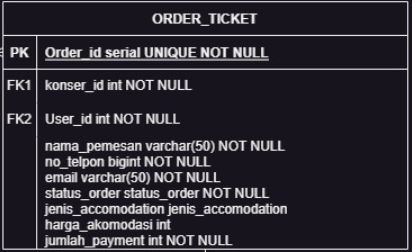 ORDER_TICKET
PK Order_id serial UNIQUE NOT NULL
FK1 konser_id int NOT NULL
FK2 User_id int NOT NULL
nama_pemesan varchar(50) NOT NULL
no_telpon bigint NOT NULL
email varchar(50) NOT NULL
status_order status_order NOT NULL
jenis_accomodation jenis_accomodation
harga_akomodasi int
jumlah_payment int NOT NULL